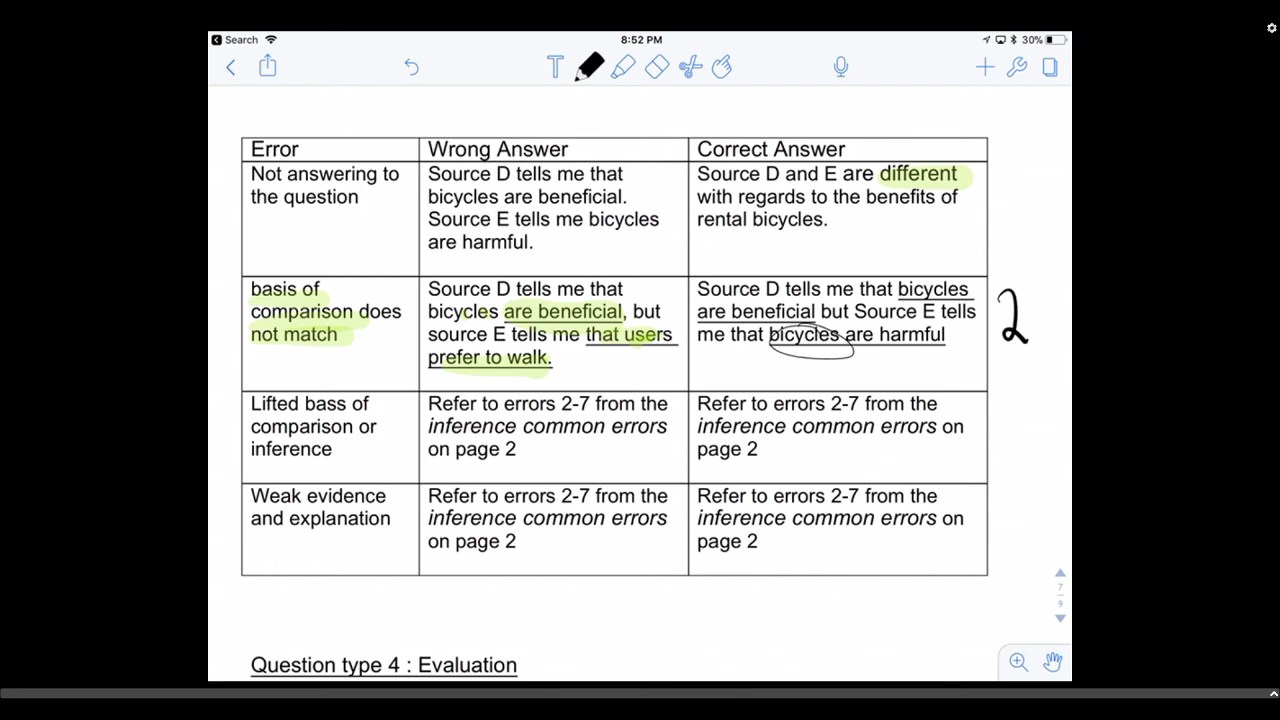 Search
8:52 PM
30%
T
Error
Wrong Answer
Correct Answer
Not answering to
the question
Source D tells me that
bicycles are beneficial.
Source E tells me bicycles
are harmful.
Source D and E are different
with regards to the benefits of
rental bicycles.
basis of
comparison does
not match
Source D tells me that
bicycles are beneficial, but
source E tells me that users
prefer to walk.
Source D tells me that bicycles
are beneficial but Source E tells
me that bicycles are harmful
2
Lifted bass of
comparison or
inference
Refer to errors 2-7 from the
inference common errors
on page 2
Refer to errors 2-7 from the
inference common errors on
page 2
Weak evidence
and explanation
Refer to errors 2-7 from the
inference common errors
on page 2
Refer to errors 2-7 from the
inference common errors on
page 2
7
9
Question type 4 : Evaluation